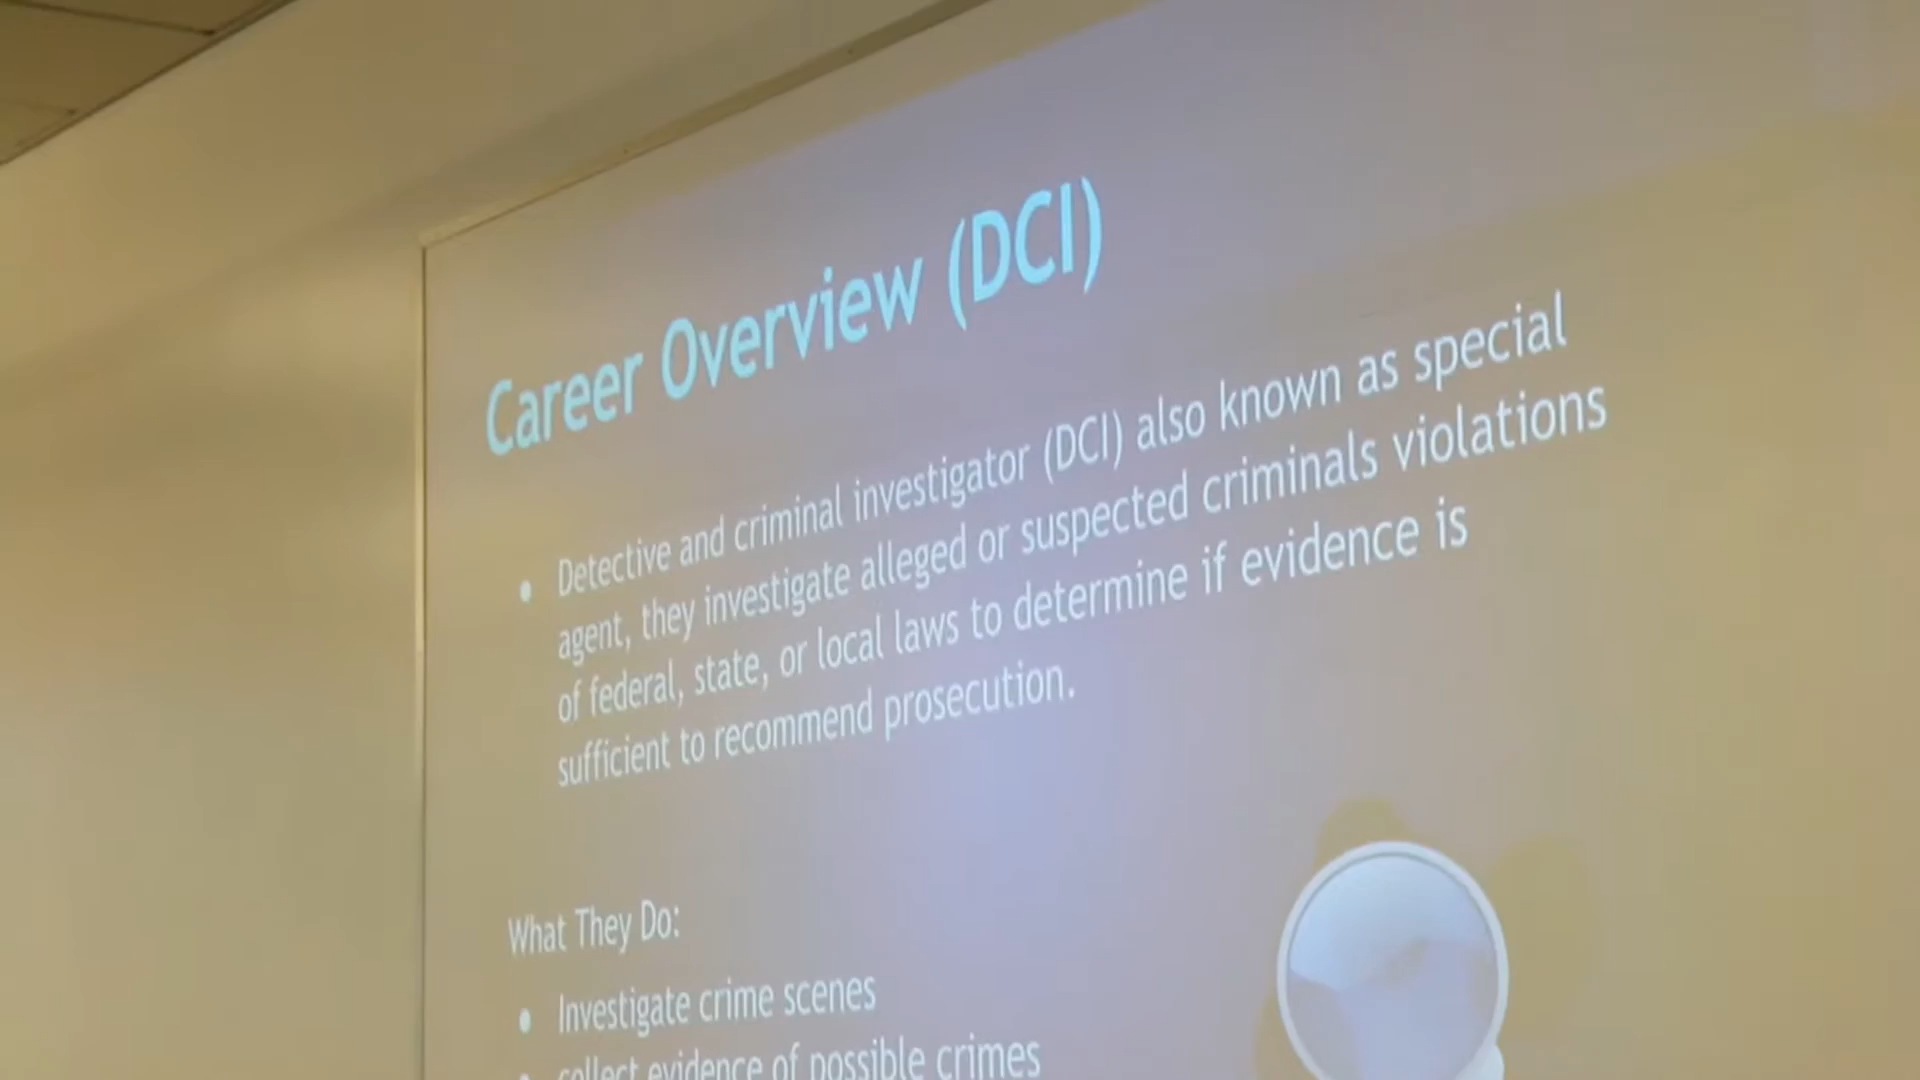 Career Overview (DCI)
• Detective and criminal investigator (DCI) also known as special
agent, they investigate alleged or suspected criminals violations
of federal, state, or local laws to determine if evidence is
sufficient to recommend prosecution.
What They Do:
• Investigate crime scenes
• collect evidence of possible crimes